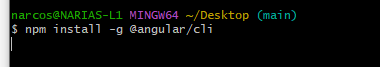 narcos@NARIAS-L1 MINGW64 ~/Desktop (main)
$ npm install -g @angular/cli